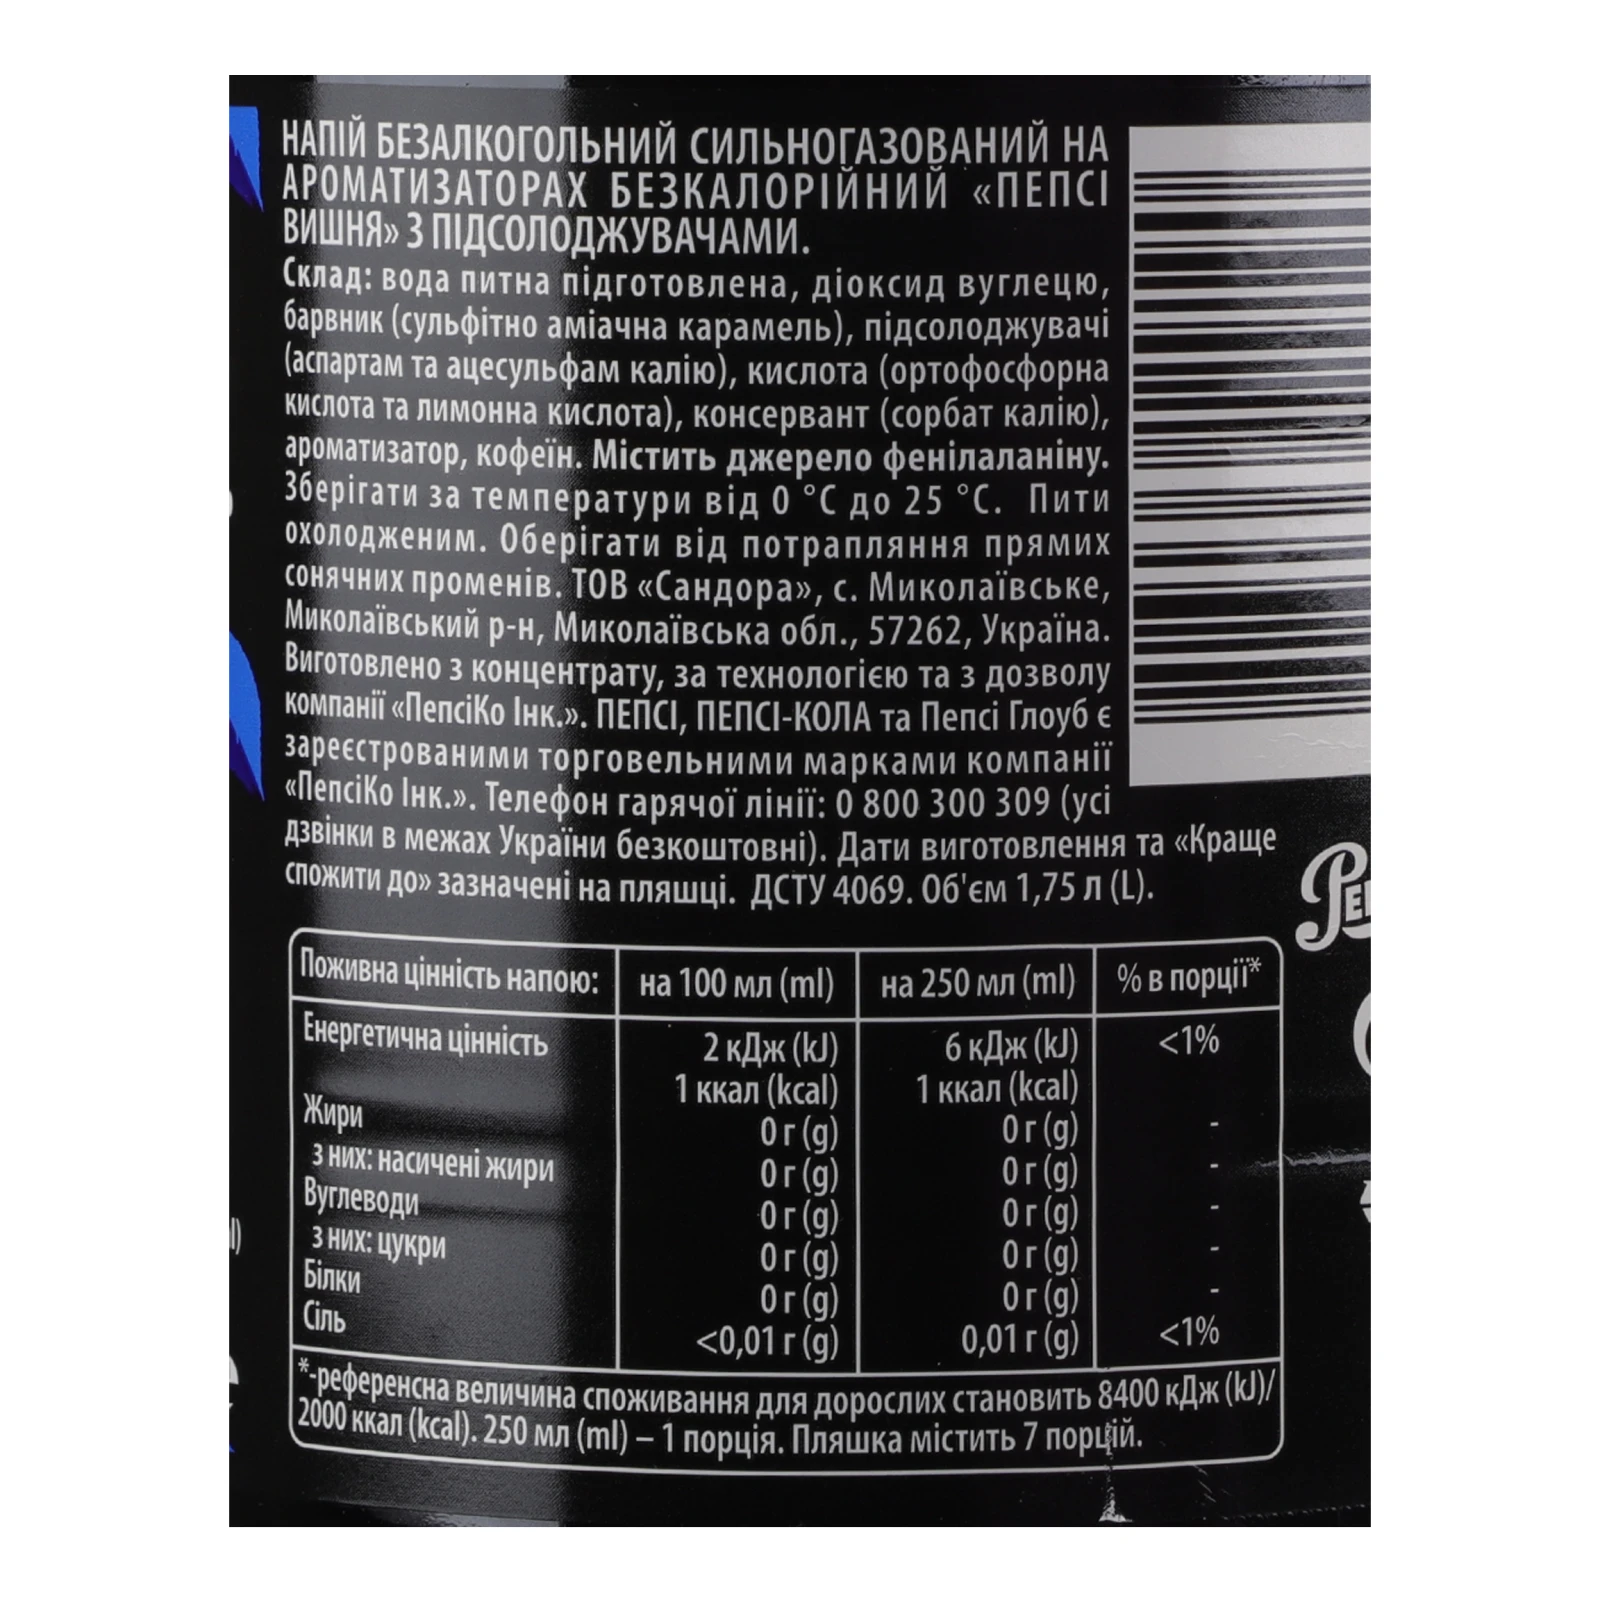 НАПІЙ БЕЗАЛКОГОЛЬНИЙ СИЛЬНОГАЗОВАНИЙ НА
АРОМАТИЗАТОРАХ БЕЗКАЛОРІЙНИЙ «ПЕПСІ
ВИШНЯ» З ПІДСОЛОДЖУВАЧАМИ.
Склад: вода питна підготовлена, діоксид вуглецю,
барвник (сульфітно аміачна карамель), підсолоджувачі
(аспартам та ацесульфам калію), кислота (ортофосфорна
кислота та лимонна кислота), консервант (сорбат калію),
ароматизатор, кофеїн. Містить джерело фенілаланіну.
Зберігати за температури від 0 °С до 25 °С. Пити
охолодженим. Оберігати від потрапляння прямих
сонячних променів. ТОВ «Сандора», с. Миколаївське,
Миколаївський р-н, Миколаївська обл., 57262, Україна.
Виготовлено з концентрату, за технологією та з дозволу
компанії «ПепсіКо Інк.». ПЕПСІ, ПЕПСІ-КОЛА та Пепсі Глоуб є
зареєстрованими торговельними марками компанії
«ПепсіКо Інк.». Телефон гарячої лінії: 0 800 300 309 (усі
дзвінки в межах України безкоштовні). Дати виготовлення та «Краще
спожити до» зазначені на пляшці. ДСТУ 4069. Об'єм 1,75 л (L).
Поживна цінність напою: на 100 мл (ml) на 250 мл (ml) % в порції*
Енергетична цінність 2 кДж (kJ) 6 кДж (kJ) <1%
1 ккал (kcal) 1 ккал (kcal)
Жири 0 г (g) 0 г (g) -
з них: насичені жири 0 г (g) 0 г (g) -
Вуглеводи 0 г (g) 0 г (g) -
з них: цукри 0 г (g) 0 г (g) -
Білки 0 г (g) 0 г (g) -
Сіль <0,01 г (g) 0,01 г (g) <1%
*-референсна величина споживання для дорослих становить 8400 кДж (kJ)/
2000 ккал (kcal). 250 мл (ml) – 1 порція. Пляшка містить 7 порцій.